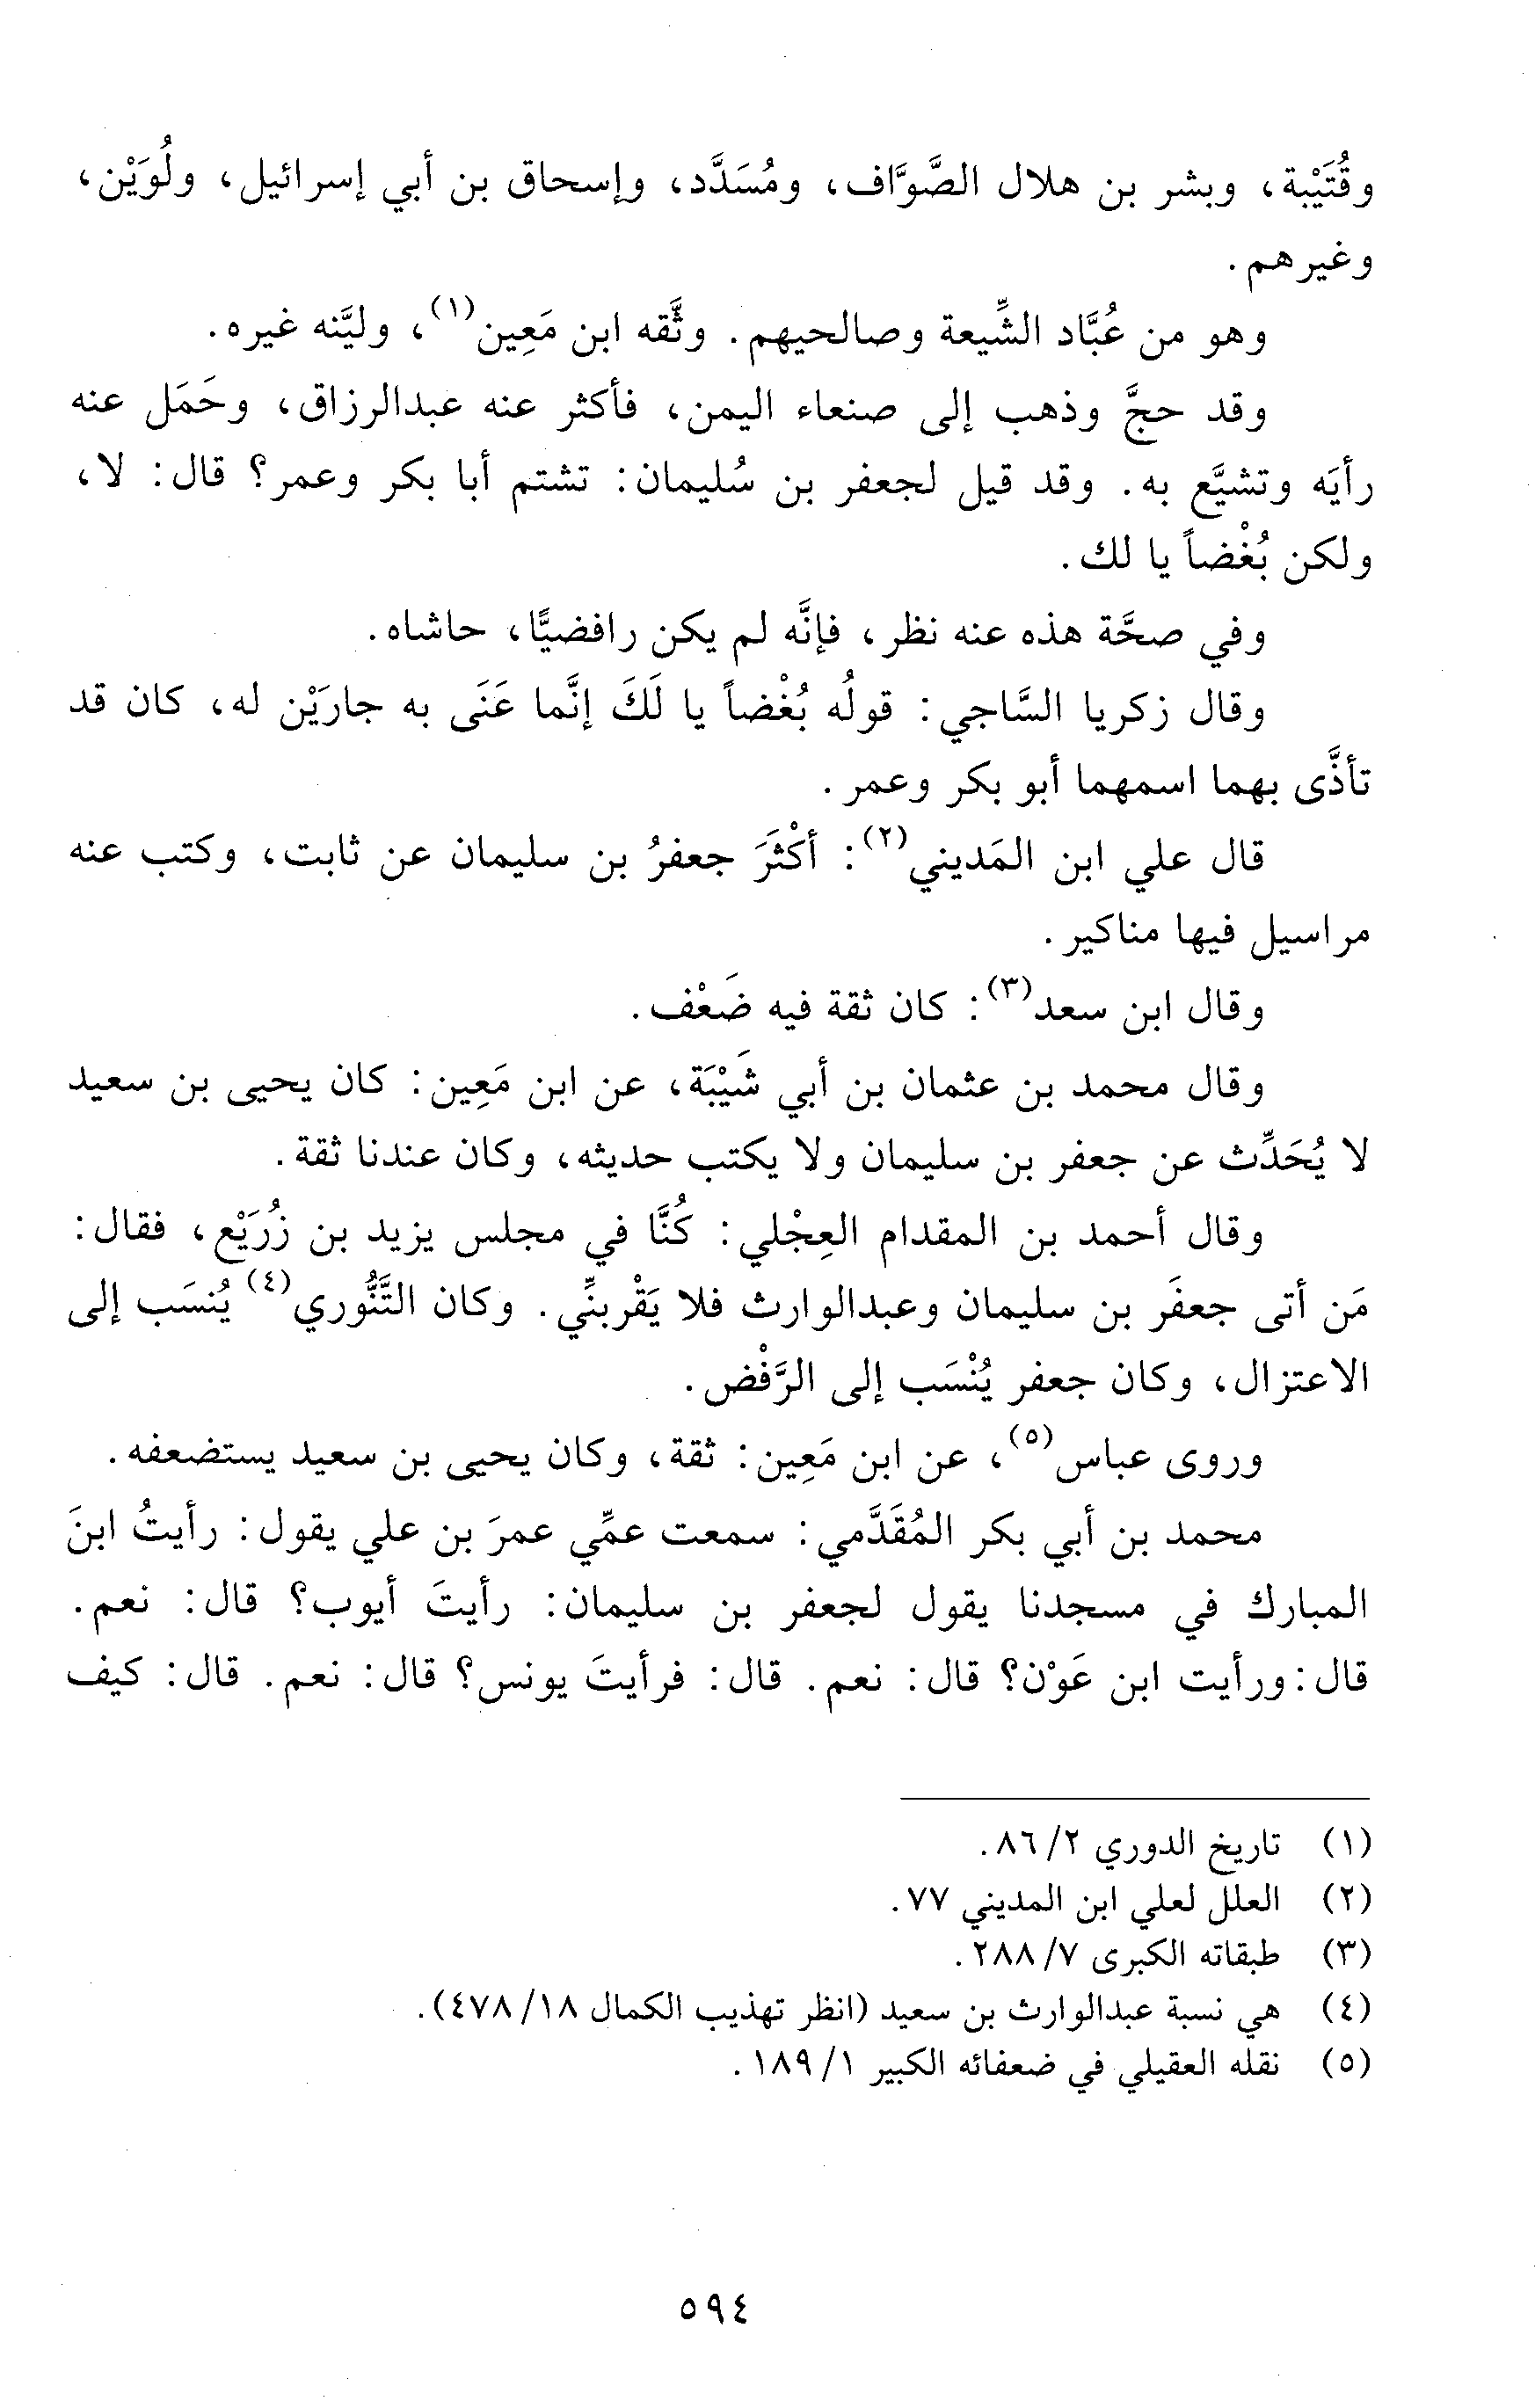 وقُتَيْبة، وبشر بن هلال الصَّوَّاف، ومُسَدَّد، وإسحاق بن أبي إسرائيل، ولُوَيْن،
وغيرهم.
وهو من عُبَّاد الشِّيعة وصالحيهم. وثَّقه ابن مَعِين(١)، وليَّنه غيره.
وقد حجَّ وذهب إلى صنعاء اليمن، فأكثر عنه عبدالرزاق، وحَمَل عنه
رأيَه وتشيَّع به. وقد قيل لجعفر بن سُليمان: تشتم أبا بكر وعمر؟ قال: لا،
ولكن بُغْضاً يا لك.
وفي صحَّة هذه عنه نظر، فإنَّه لم يكن رافضيًّا، حاشاه.
وقال زكريا السَّاجي: قولُه بُغْضاً يا لَكَ إنَّما عَنَى به جارَيْن له، كان قد
تأذَّى بهما اسمهما أبو بكر وعمر.
قال علي ابن المَديني(٢): أكْثَرَ جعفرُ بن سليمان عن ثابت، وكتب عنه
مراسيل فيها مناكير.
وقال ابن سعد(٣): كان ثقة فيه ضَعْف.
وقال محمد بن عثمان بن أبي شَيْبَة، عن ابن مَعِين: كان يحيى بن سعيد
لا يُحَدِّث عن جعفر بن سليمان ولا يكتب حديثه، وكان عندنا ثقة.
وقال أحمد بن المقدام العِجْلي: كُنَّا في مجلس يزيد بن زُرَيْع، فقال:
مَن أتى جعفَر بن سليمان وعبدالوارث فلا يَقْربنِّي. وكان التَّنُّوري(٤) يُنسَب إلى
الاعتزال، وكان جعفر يُنْسَب إلى الرَّفْض.
وروى عباس(٥)، عن ابن مَعِين: ثقة، وكان يحيى بن سعيد يستضعفه.
محمد بن أبي بكر المُقَدَّمي: سمعت عمِّي عمرَ بن علي يقول: رأيتُ ابنَ
المبارك في مسجدنا يقول لجعفر بن سليمان: رأيتَ أيوب؟ قال: نعم.
قال: ورأيت ابن عَوْن؟ قال: نعم. قال: فرأيتَ يونس؟ قال: نعم. قال: كيف
(١) تاريخ الدوري ٢/ ٨٦.
(٢) العلل لعلي ابن المديني ٧٧.
(٣) طبقاته الكبرى ٧/ ٢٨٨.
(٤) هي نسبة عبدالوارث بن سعيد (انظر تهذيب الكمال ١٨/ ٤٧٨).
(٥) نقله العقيلي في ضعفائه الكبير ١/ ١٨٩.
٥٩٤